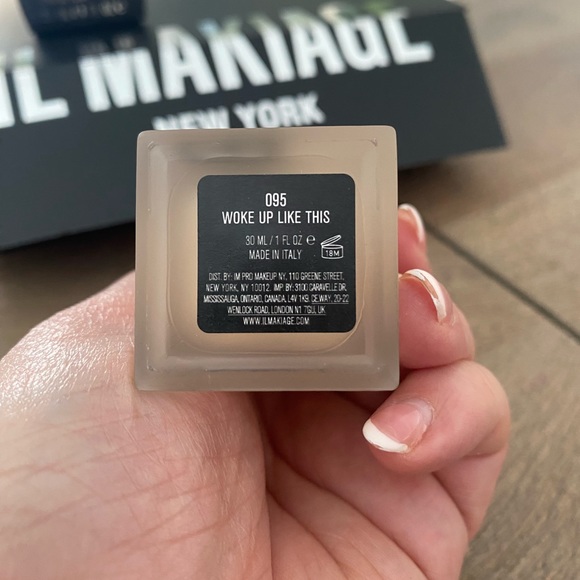 IL MAKIAGE
NEW YORK
095
WOKE UP LIKE THIS
30 ML / 1 FL OZ ℮
18M
MADE IN ITALY
DIST. BY: IM PRO MAKEUP NY, 110 GREENE STREET,
NEW YORK, NY 10012. IMP BY: 3100 CARAVELLE DR.
MISSISSAUGA, ONTARIO, CANADA, L4V 1K9. CE.WAY, 20-22
WENLOCK ROAD, LONDON N1 7GU, UK
WWW.ILMAKIAGE.COM